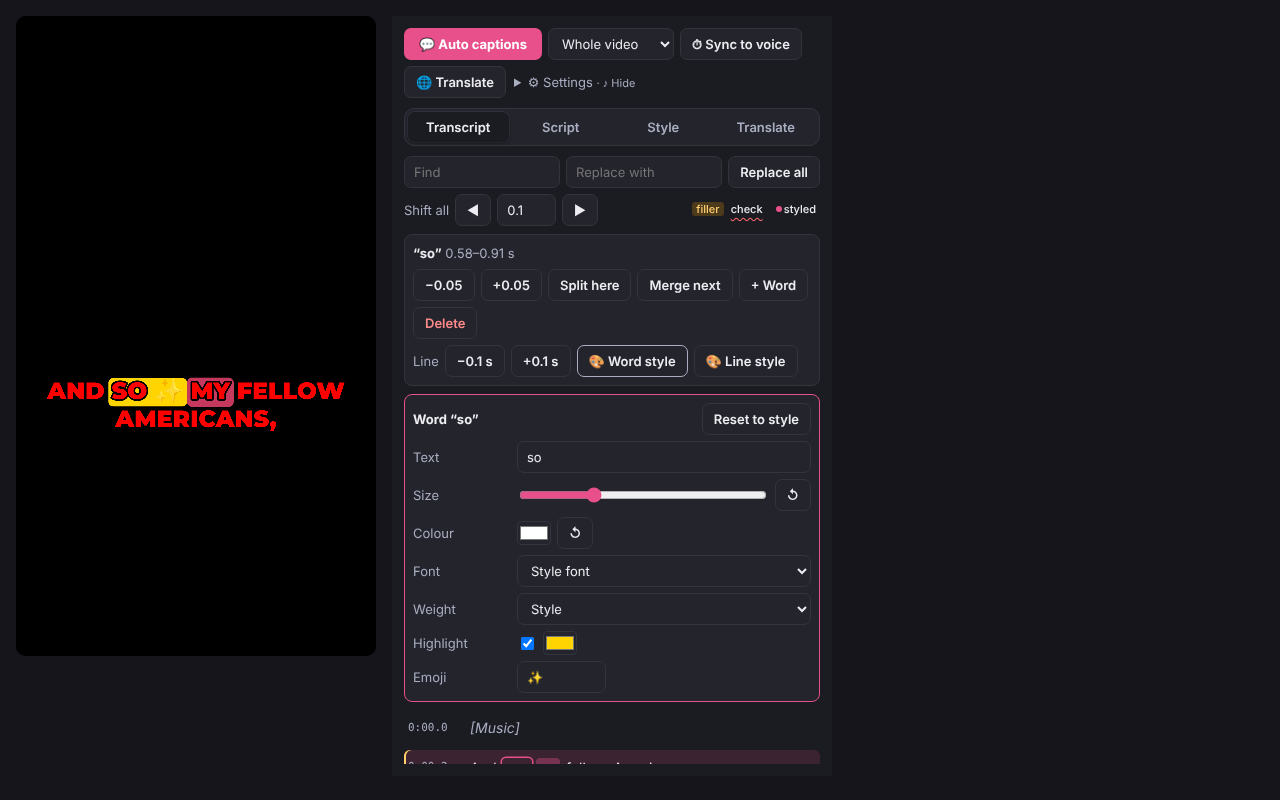 💬 Auto captions Whole video ⏱ Sync to voice
🌐 Translate ▶ ⚙ Settings · ♪ Hide
Transcript Script Style Translate
Find Replace with Replace all
Shift all ◀ 0.1 ▶ filler check styled
“so” 0.58–0.91 s
−0.05 +0.05 Split here Merge next + Word
Delete
Line −0.1 s +0.1 s 🎨 Word style 🎨 Line style
AND SO ✨ MY FELLOW
AMERICANS,
Word “so” Reset to style
Text so
Size
Colour
Font Style font
Weight Style
Highlight
Emoji ✨
0:00.0 [Music]